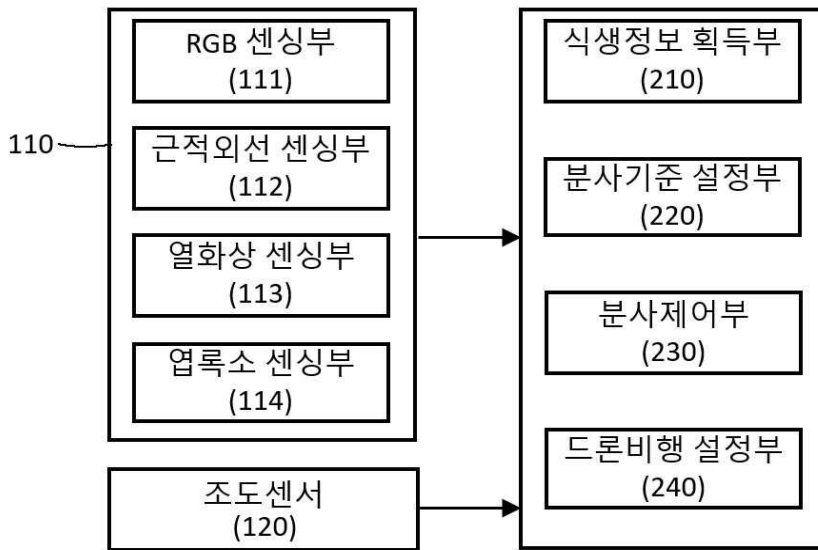 RGB 센싱부
(111)
110
근적외선 센싱부
(112)
열화상 센싱부
(113)
엽록소 센싱부
(114)
조도센서
(120)
식생정보 획득부
(210)
분사기준 설정부
(220)
분사제어부
(230)
드론비행 설정부
(240)